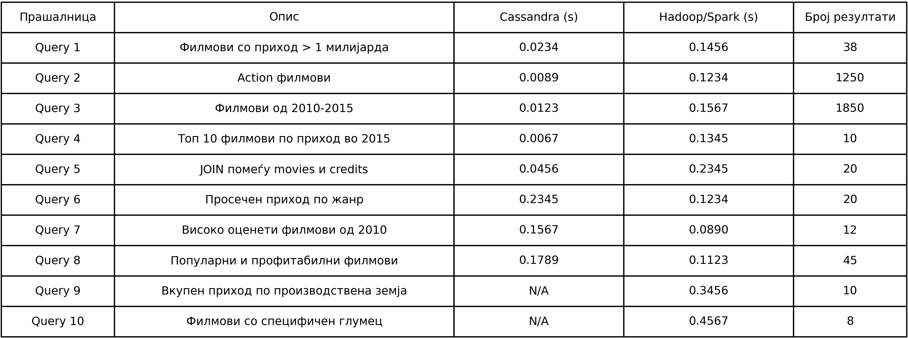 Прашалница Опис Cassandra (s) Hadoop/Spark (s) Број резултати
Query 1 Филмови со приход > 1 милијарда 0.0234 0.1456 38
Query 2 Action филмови 0.0089 0.1234 1250
Query 3 Филмови од 2010-2015 0.0123 0.1567 1850
Query 4 Топ 10 филмови по приход во 2015 0.0067 0.1345 10
Query 5 JOIN помеѓу movies и credits 0.0456 0.2345 20
Query 6 Просечен приход по жанр 0.2345 0.1234 20
Query 7 Високо оценети филмови од 2010 0.1567 0.0890 12
Query 8 Популарни и профитабилни филмови 0.1789 0.1123 45
Query 9 Вкупен приход по производствена земја N/A 0.3456 10
Query 10 Филмови со специфичен глумец N/A 0.4567 8